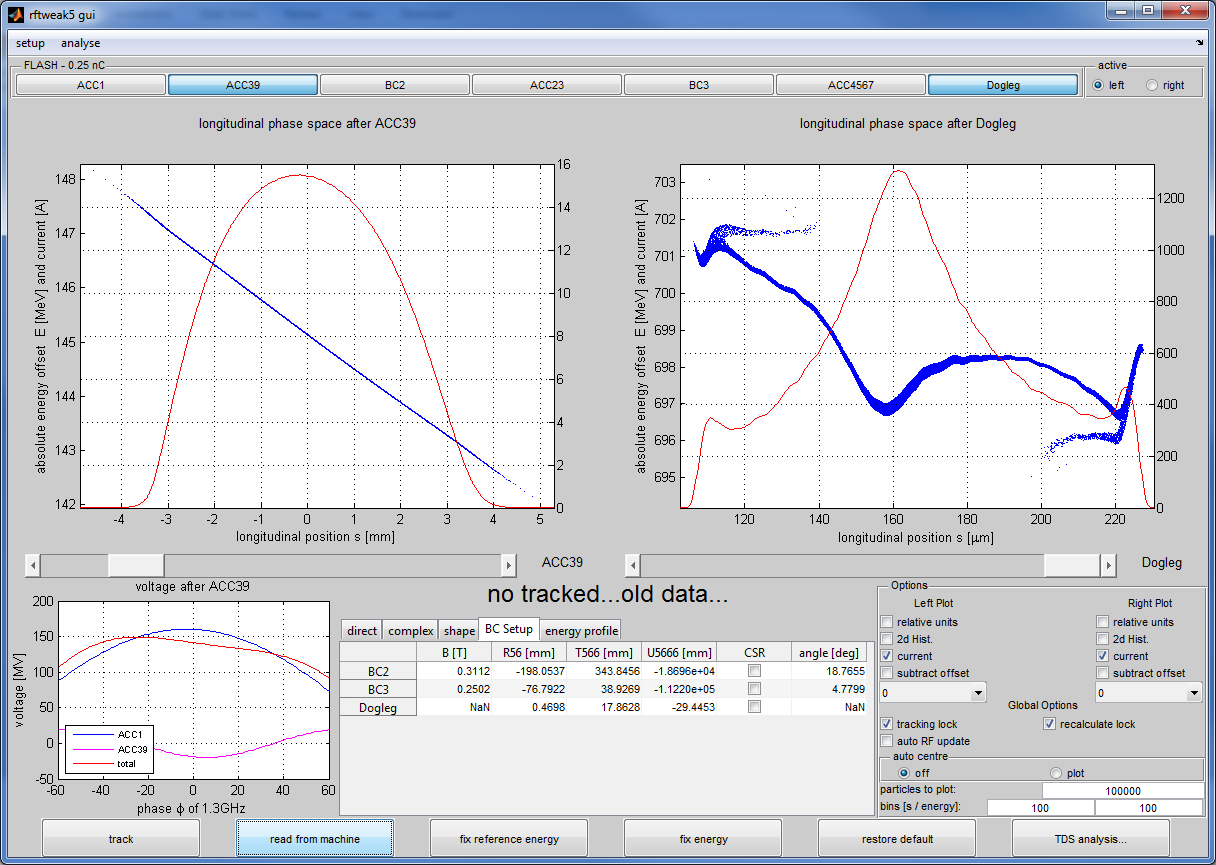 rftweak5 gui
setup analyse
FLASH - 0.25 nC
ACC1 ACC39 BC2 ACC23 BC3 ACC4567 Dogleg
active
left right
longitudinal phase space after ACC39
absolute energy offset E [MeV] and current [A]
148
147
146
145
144
143
142
16
14
12
10
8
6
4
2
0
-4 -3 -2 -1 0 1 2 3 4 5
longitudinal position s [mm]
longitudinal phase space after Dogleg
absolute energy offset E [MeV] and current [A]
703
702
701
700
699
698
697
696
695
1200
1000
800
600
400
200
0
120 140 160 180 200 220
longitudinal position s [µm]
ACC39
Dogleg
voltage after ACC39
voltage [MV]
200
150
100
50
0
-50
ACC1
ACC39
total
-60 -40 -20 0 20 40 60
phase ϕ of 1.3GHz
no tracked...old data...
direct complex shape BC Setup energy profile
B [T] R56 [mm] T566 [mm] U5666 [mm] CSR angle [deg]
BC2 0.3112 -198.0537 343.8456 -1.8696e+04 18.7655
BC3 0.2502 -76.7922 38.9269 -1.1220e+05 4.7799
Dogleg NaN 0.4698 17.8628 -29.4453 NaN
Options
Left Plot Right Plot
relative units relative units
2d Hist. 2d Hist.
current current
subtract offset subtract offset
0 0
Global Options
tracking lock recalculate lock
auto RF update
auto centre
off plot
particles to plot: 100000
bins [s / energy]: 100 100
track read from machine fix reference energy fix energy restore default TDS analysis...